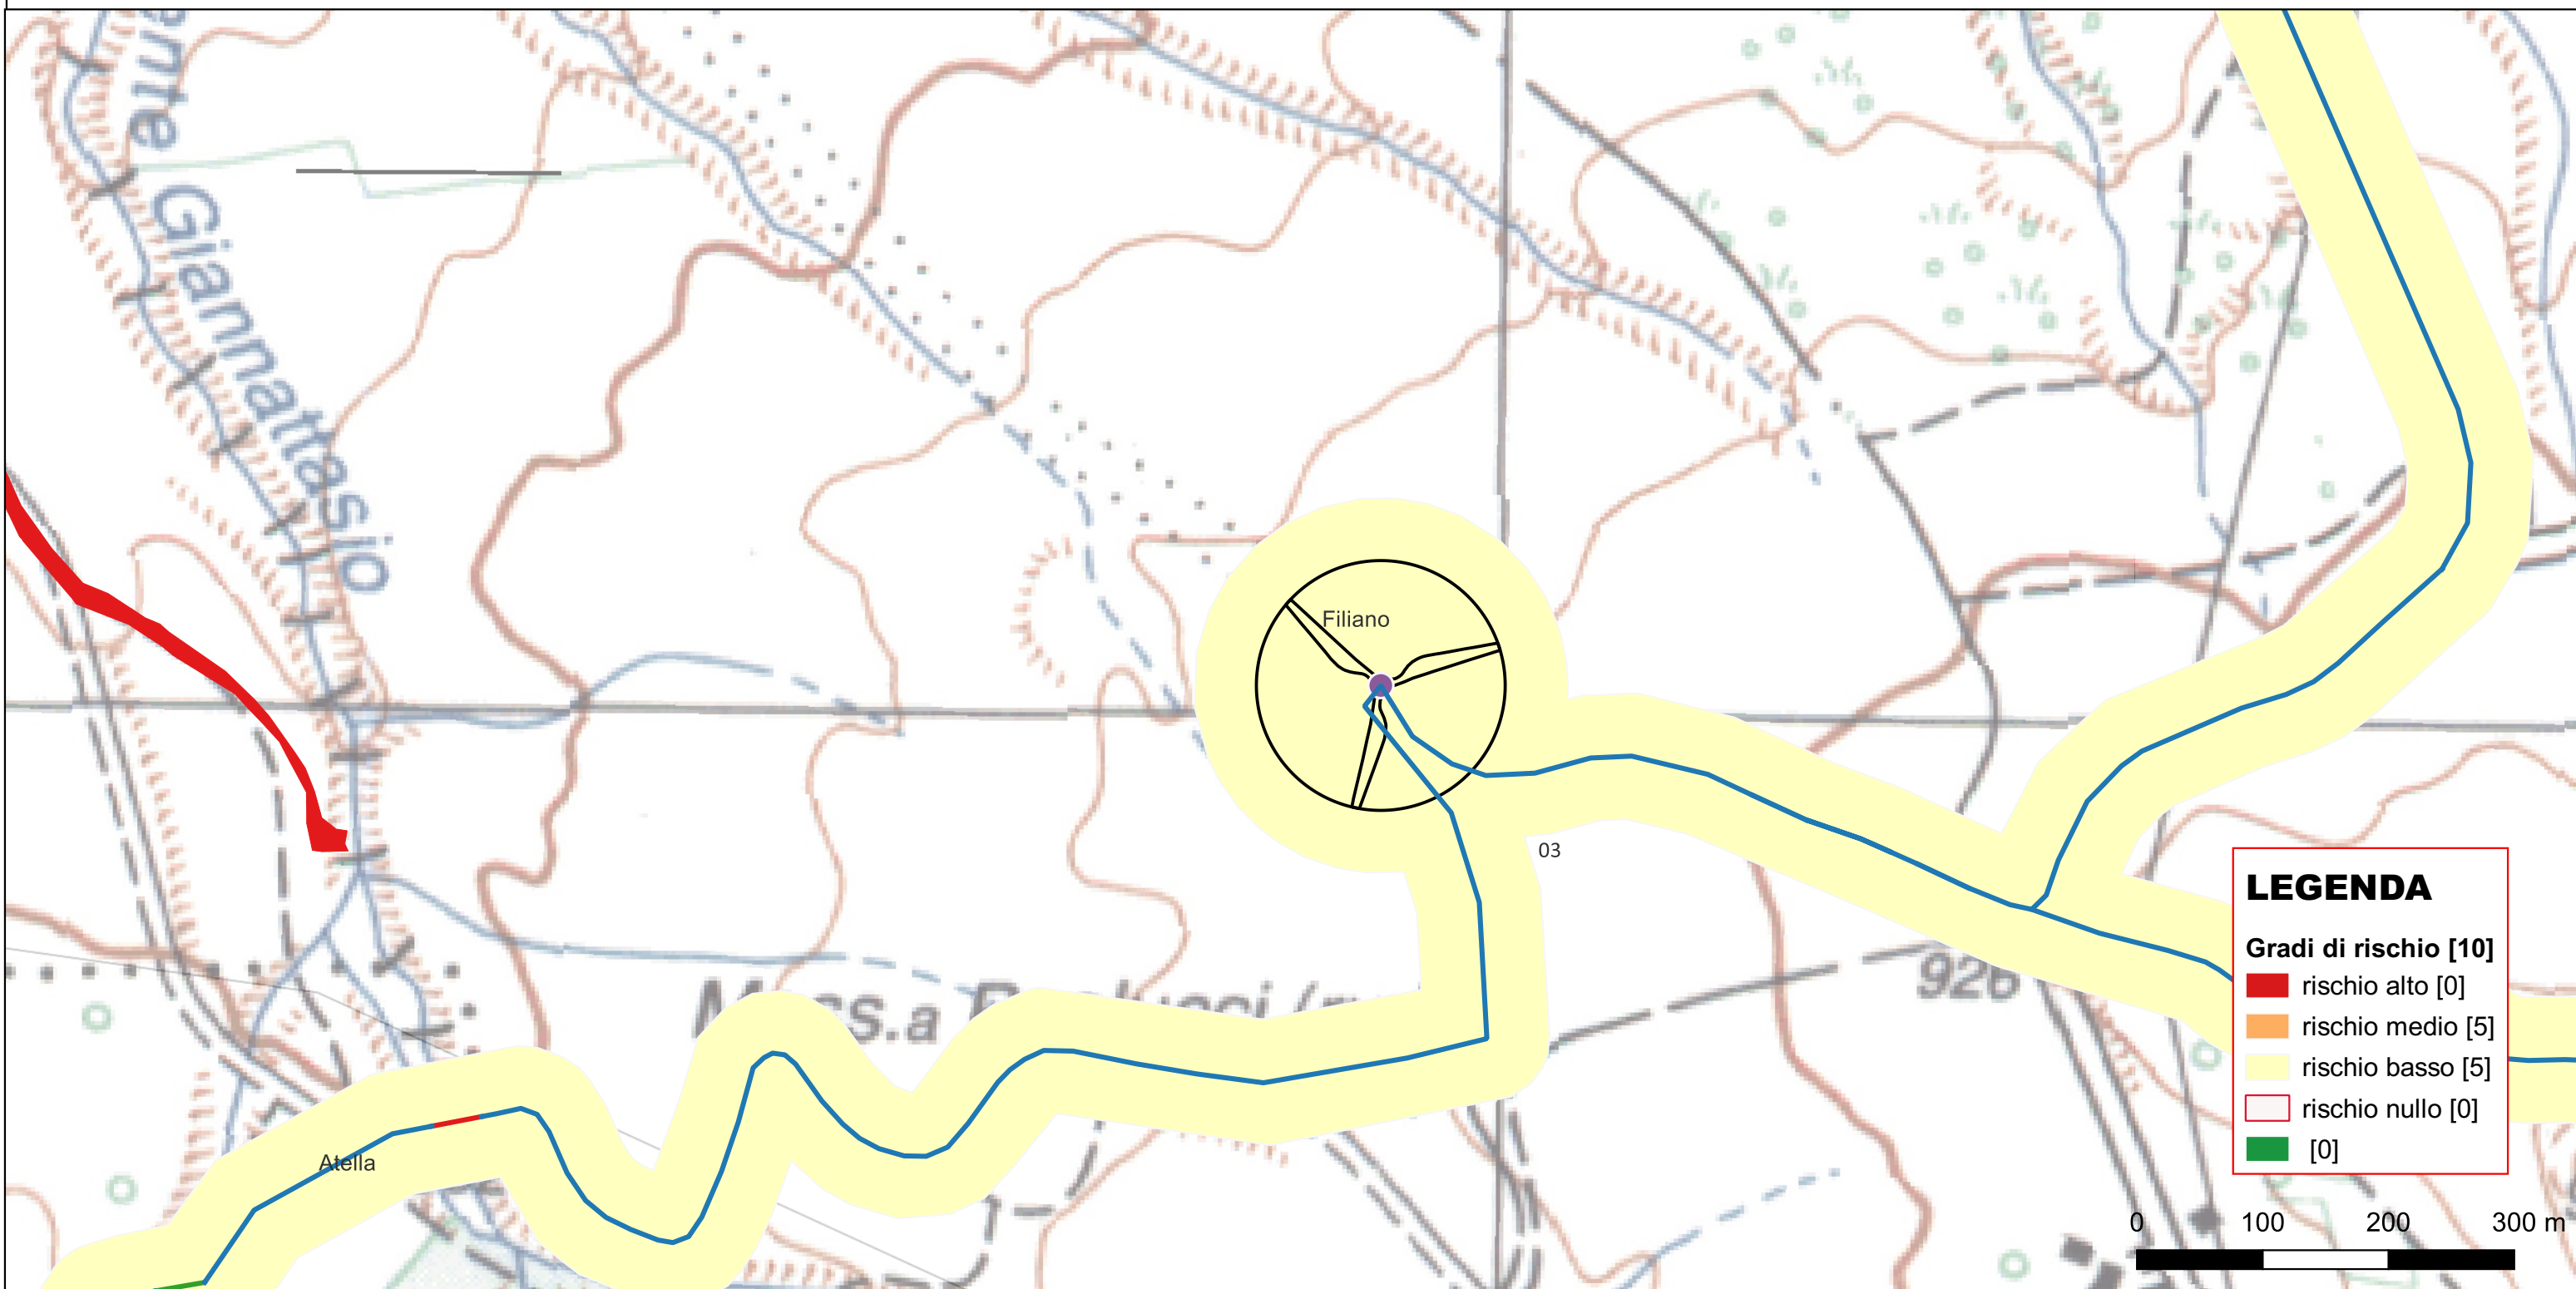 Giannattasio
Filiano
03
926
Mass.a
Atella
LEGENDA
Gradi di rischio [10]
rischio alto [0]
rischio medio [5]
rischio basso [5]
rischio nullo [0]
[0]
0 100 200 300 m